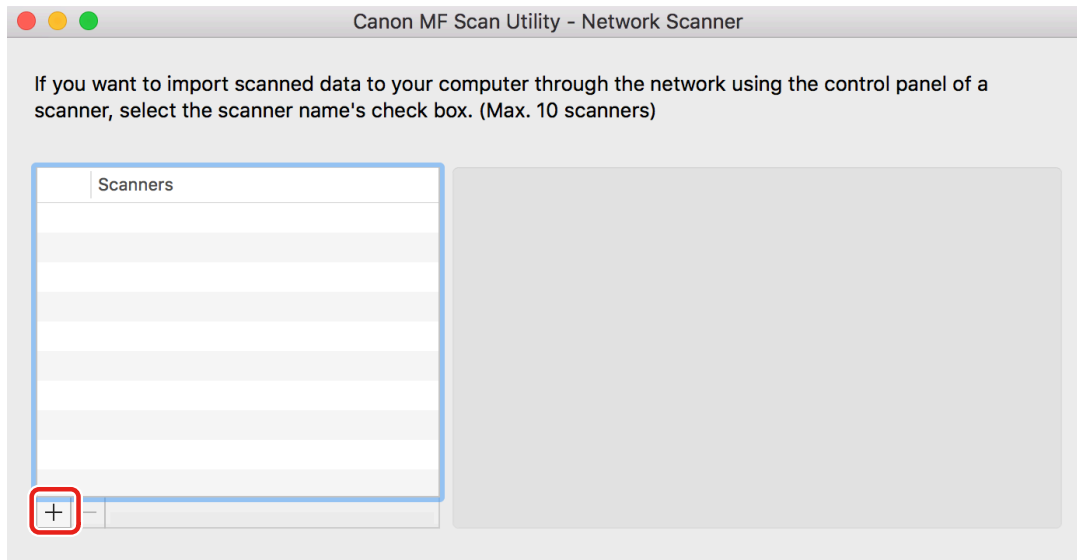 Canon MF Scan Utility - Network Scanner
If you want to import scanned data to your computer through the network using the control panel of a
scanner, select the scanner name's check box. (Max. 10 scanners)
Scanners
+ −